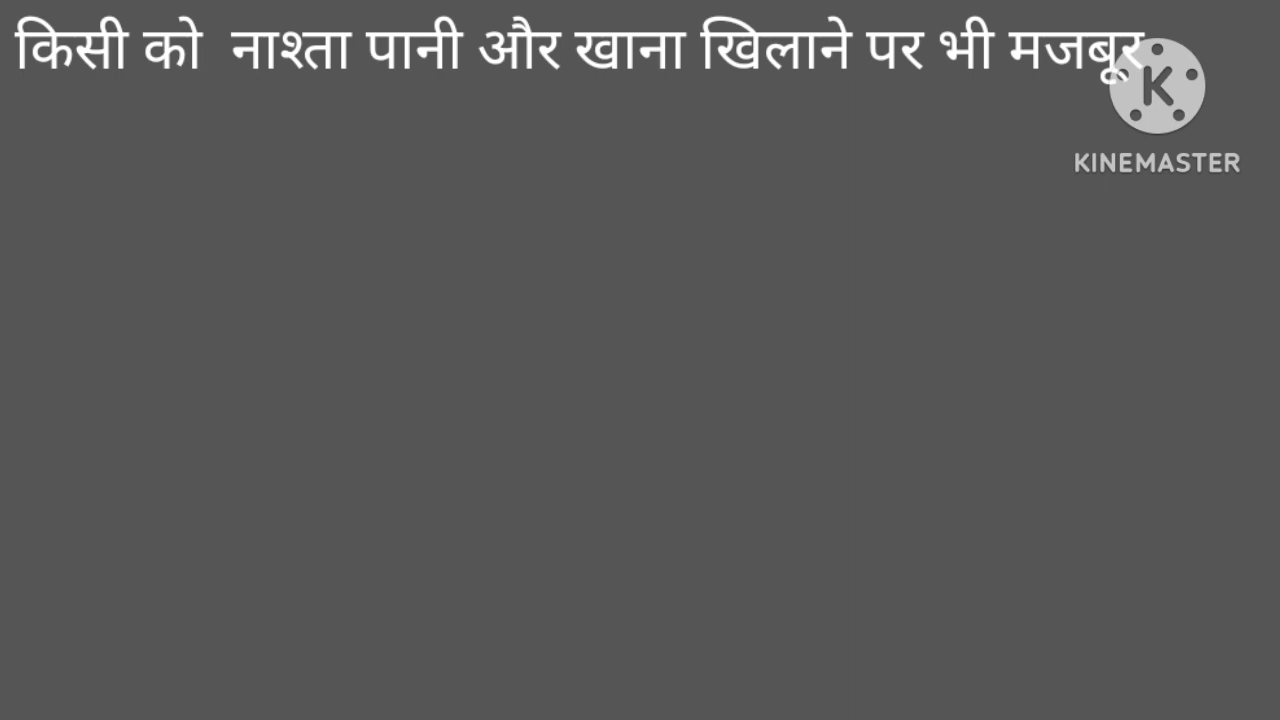 किसी को  नाश्ता पानी और खाना खिलाने पर भी मजबूर
K
KINEMASTER